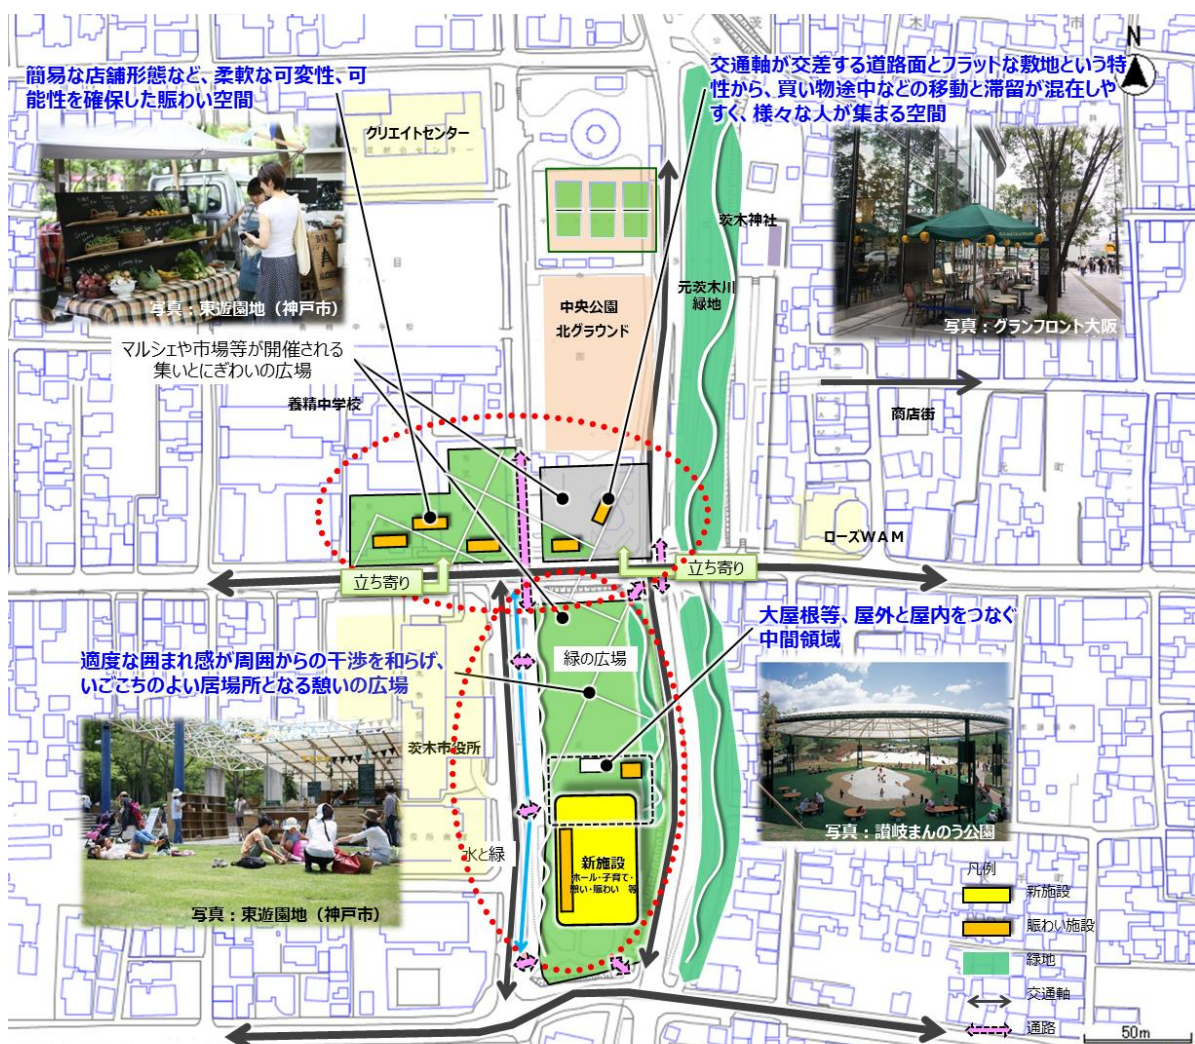 簡易な店舗形態など、柔軟な可変性、可
能性を確保した賑わい空間
写真：東遊園地（神戸市）
マルシェや市場等が開催される
集いとにぎわいの広場
クリエイトセンター
養精中学校
中央公園
北グラウンド
交通軸が交差する道路面とフラットな敷地という特
性から、買い物途中などの移動と滞留が混在しや
すく、様々な人が集まる空間
N
写真：グランフロント大阪
茨木神社
元茨木川
緑地
商店街
元町
ローズWAM
立ち寄り
立ち寄り
適度な囲まれ感が周囲からの干渉を和らげ、
いごこちのよい居場所となる憩いの広場
写真：東遊園地（神戸市）
茨木市役所
水と緑
緑の広場
新施設
ホール・子育て・
憩い・賑わい 等
大屋根等、屋外と屋内をつなぐ
中間領域
写真：讃岐まんのう公園
凡例
新施設
賑わい施設
緑地
交通軸
通路
50m